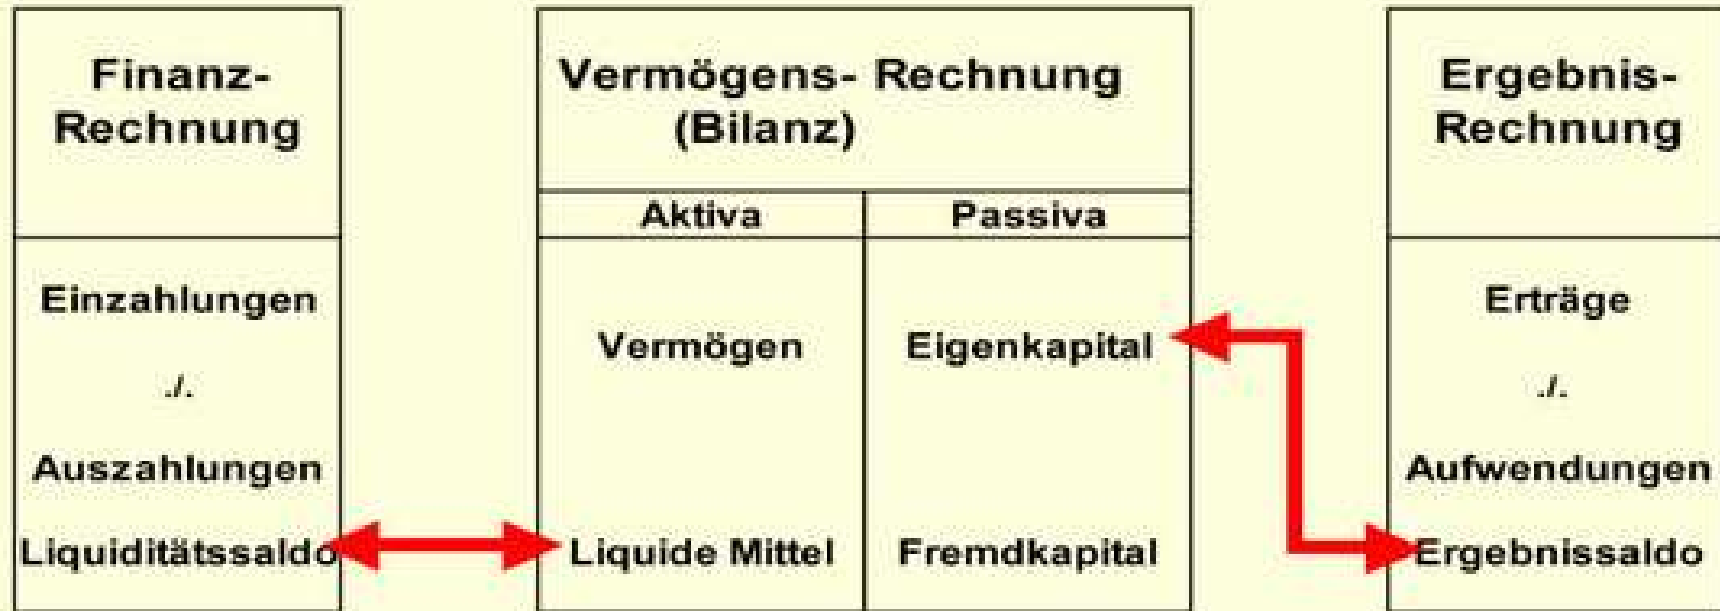 Finanz-
Rechnung
Einzahlungen
./.
Auszahlungen
Liquiditätssaldo
Vermögens- Rechnung
(Bilanz)
Aktiva
Passiva
Vermögen
Eigenkapital
Liquide Mittel
Fremdkapital
Ergebnis-
Rechnung
Erträge
./.
Aufwendungen
Ergebnissaldo